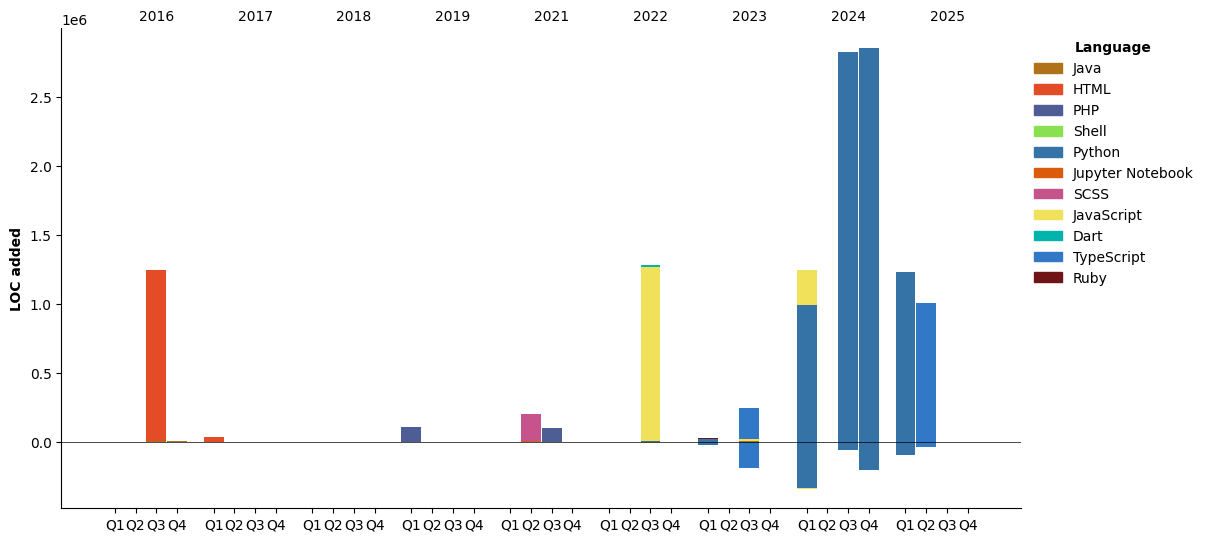 1e6
2016 2017 2018 2019 2021 2022 2023 2024 2025
LOC added
2.5
2.0
1.5
1.0
0.5
0.0
Q1 Q2 Q3 Q4 Q1 Q2 Q3 Q4 Q1 Q2 Q3 Q4 Q1 Q2 Q3 Q4 Q1 Q2 Q3 Q4 Q1 Q2 Q3 Q4 Q1 Q2 Q3 Q4 Q1 Q2 Q3 Q4 Q1 Q2 Q3 Q4
Language
Java
HTML
PHP
Shell
Python
Jupyter Notebook
SCSS
JavaScript
Dart
TypeScript
Ruby